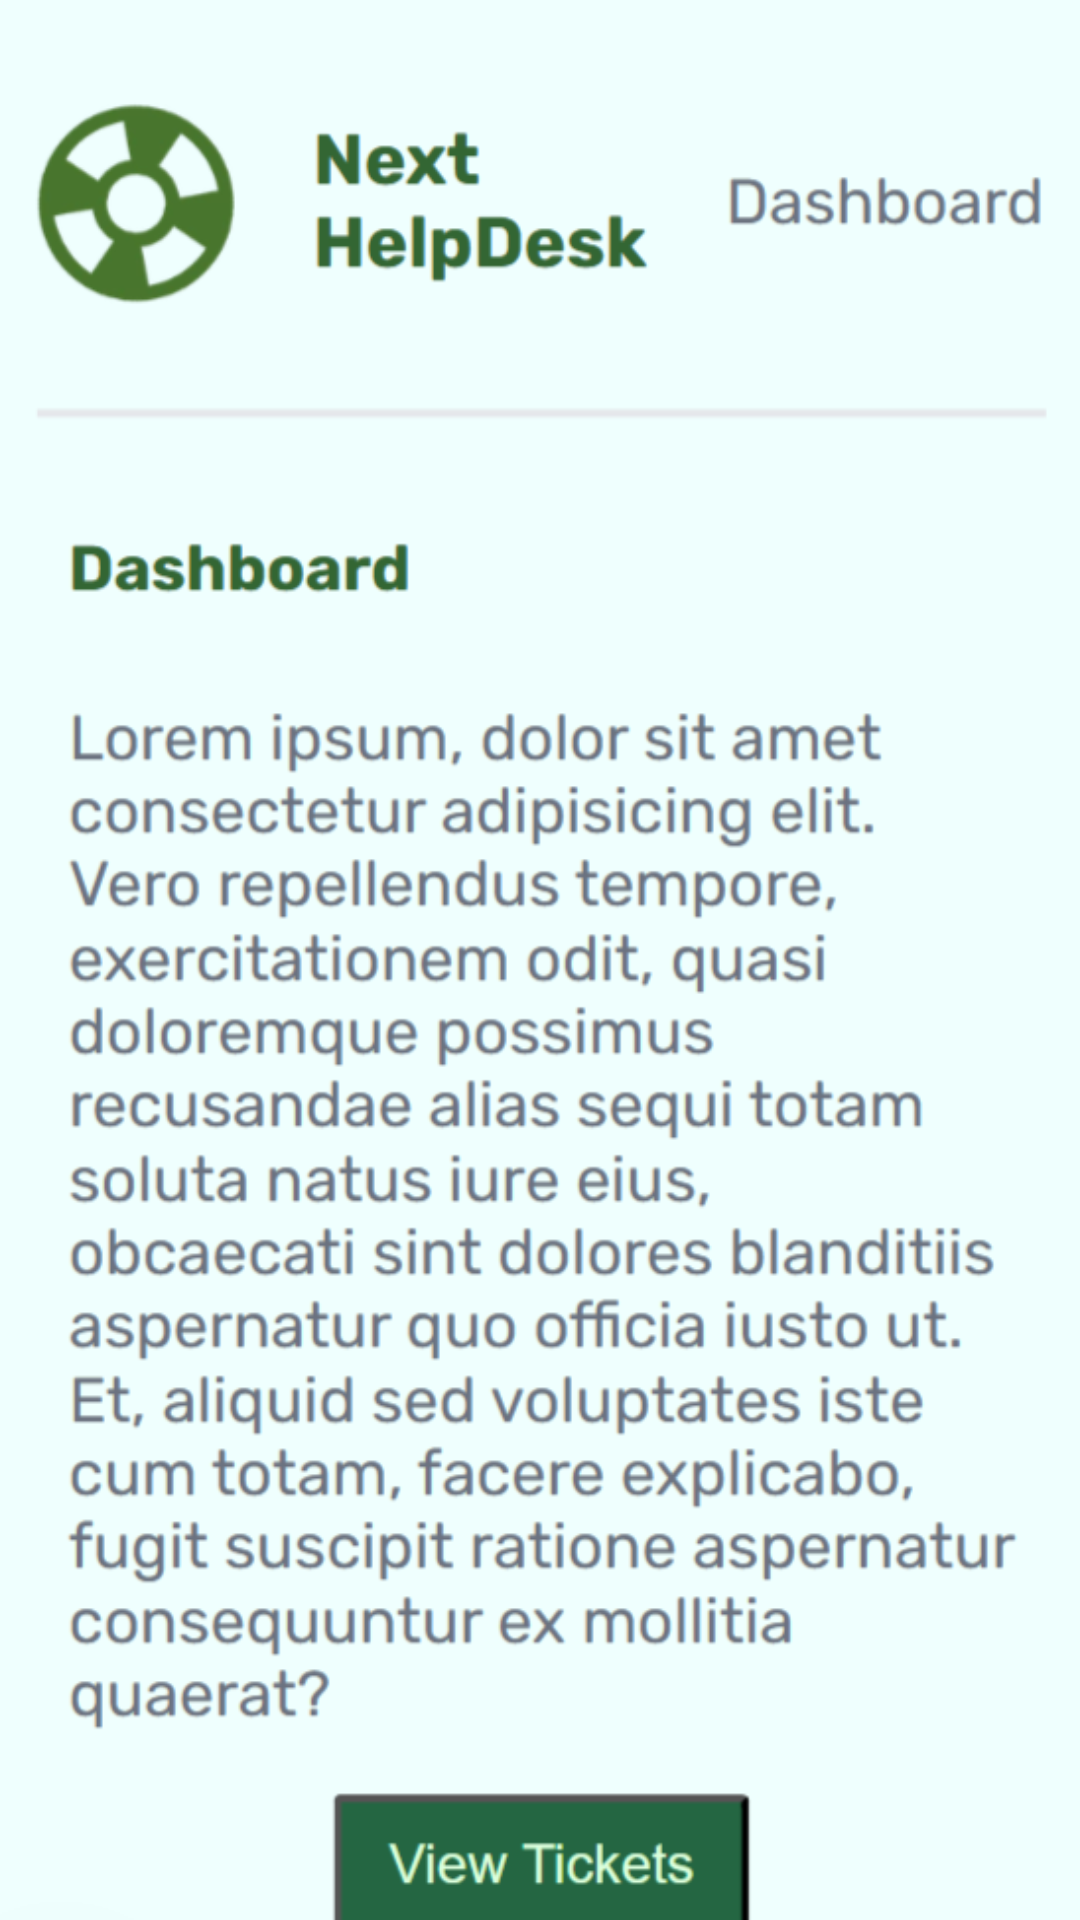 Next
HelpDesk
Dashboard
Dashboard
Lorem ipsum, dolor sit amet
consectetur adipisicing elit.
Vero repellendus tempore,
exercitationem odit, quasi
doloremque possimus
recusandae alias sequi totam
soluta natus iure eius,
obcaecati sint dolores blanditiis
aspernatur quo officia iusto ut.
Et, aliquid sed voluptates iste
cum totam, facere explicabo,
fugit suscipit ratione aspernatur
consequuntur ex mollitia
quaerat?
View Tickets